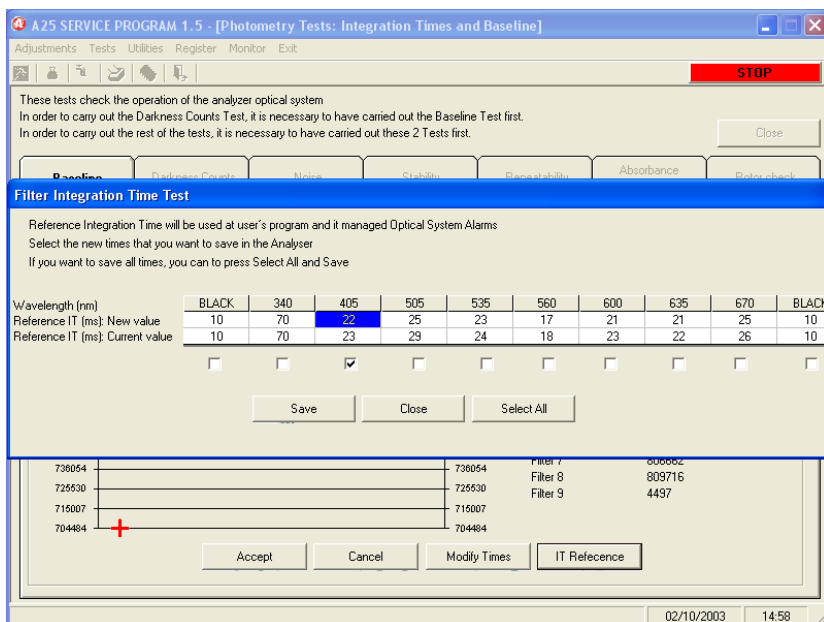 A25 SERVICE PROGRAM 1.5 - [Photometry Tests: Integration Times and Baseline]
Adjustments Tests Utilities Register Monitor Exit
STOP
These tests check the operation of the analyzer optical system
In order to carry out the Darkness Counts Test, it is necessary to have carried out the Baseline Test first.
In order to carry out the rest of the tests, it is necessary to have carried out these 2 Tests first.
Close
Baseline Darkness Counts Noise Stability Repeatability Absorbance Rotor check
Filter Integration Time Test
Reference Integration Time will be used at user´s program and it managed Optical System Alarms
Select the new times that you want to save in the Analyser
If you want to save all times, you can to press Select All and Save
Wavelength (nm) BLACK 340 405 505 535 560 600 635 670 BLACK
Reference IT (ms): New value 10 70 22 25 23 17 21 21 25 10
Reference IT (ms): Current value 10 70 23 29 24 18 23 22 26 10
Save Close Select All
736054 736054 Filter 7 806662
725530 725530 Filter 8 809716
715007 715007 Filter 9 4497
704484 704484
Accept Cancel Modify Times IT Refecence
02/10/2003 14:58